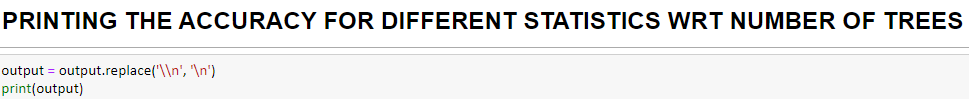 PRINTING THE ACCURACY FOR DIFFERENT STATISTICS WRT NUMBER OF TREES
output = output.replace('\\n', '\n')
print(output)